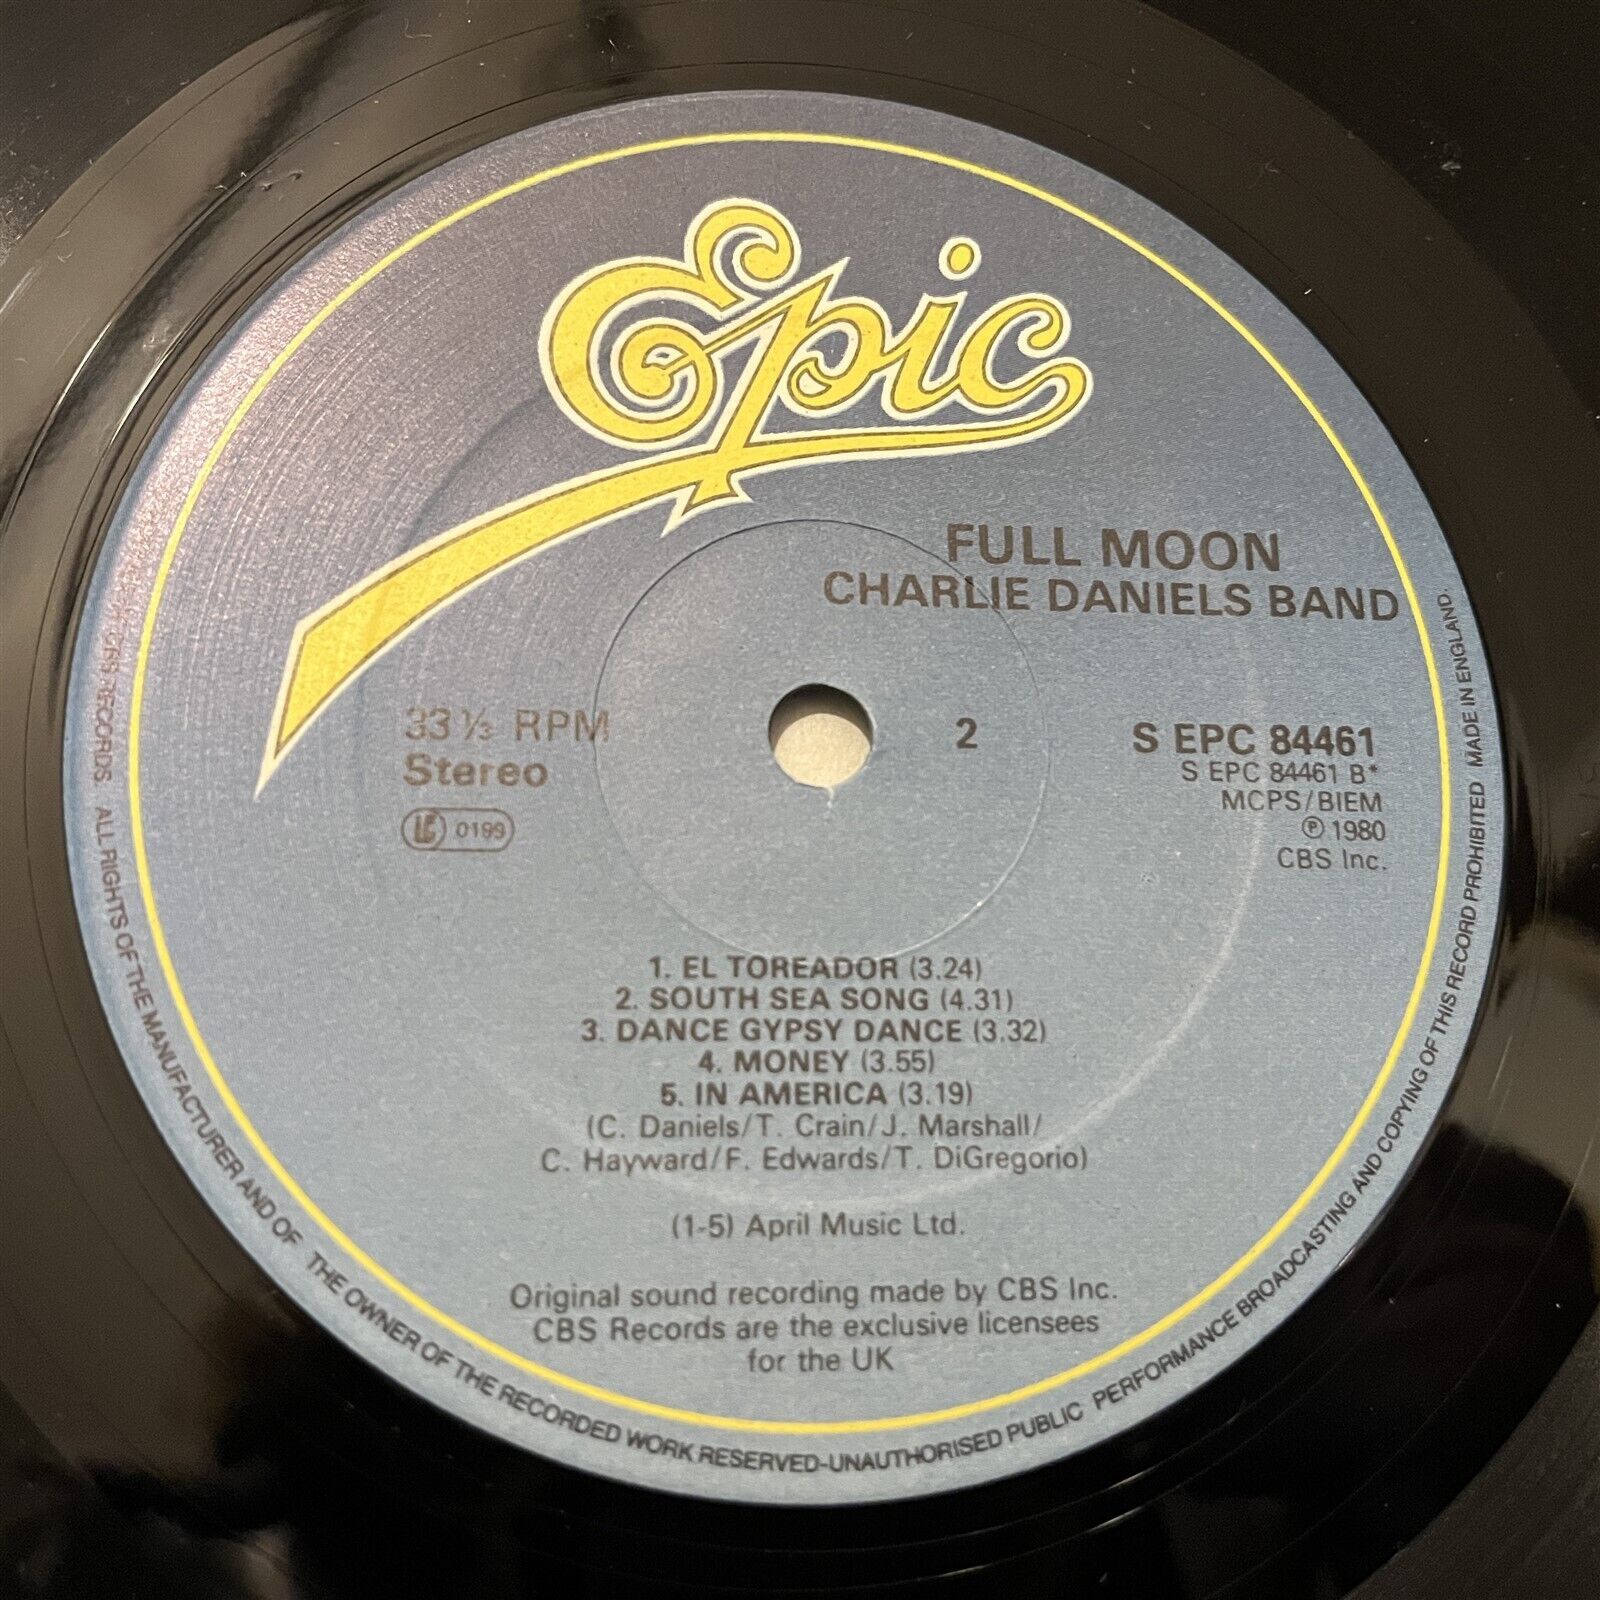 Epic
FULL MOON
CHARLIE DANIELS BAND
33⅓ RPM
Stereo
LC 0199
2
S EPC 84461
S EPC 84461 B*
MCPS/BIEM
℗ 1980
CBS Inc.
1. EL TOREADOR (3.24)
2. SOUTH SEA SONG (4.31)
3. DANCE GYPSY DANCE (3.32)
4. MONEY (3.55)
5. IN AMERICA (3.19)
(C. Daniels/T. Crain/J. Marshall/
C. Hayward/F. Edwards/T. DiGregorio)
(1-5) April Music Ltd.
Original sound recording made by CBS Inc.
CBS Records are the exclusive licensees
for the UK
RECORDS ALL RIGHTS OF THE MANUFACTURER AND OF THE OWNER OF THE RECORDED WORK RESERVED-UNAUTHORISED PUBLIC PERFORMANCE BROADCASTING AND COPYING OF THIS RECORD PROHIBITED MADE IN ENGLAND.